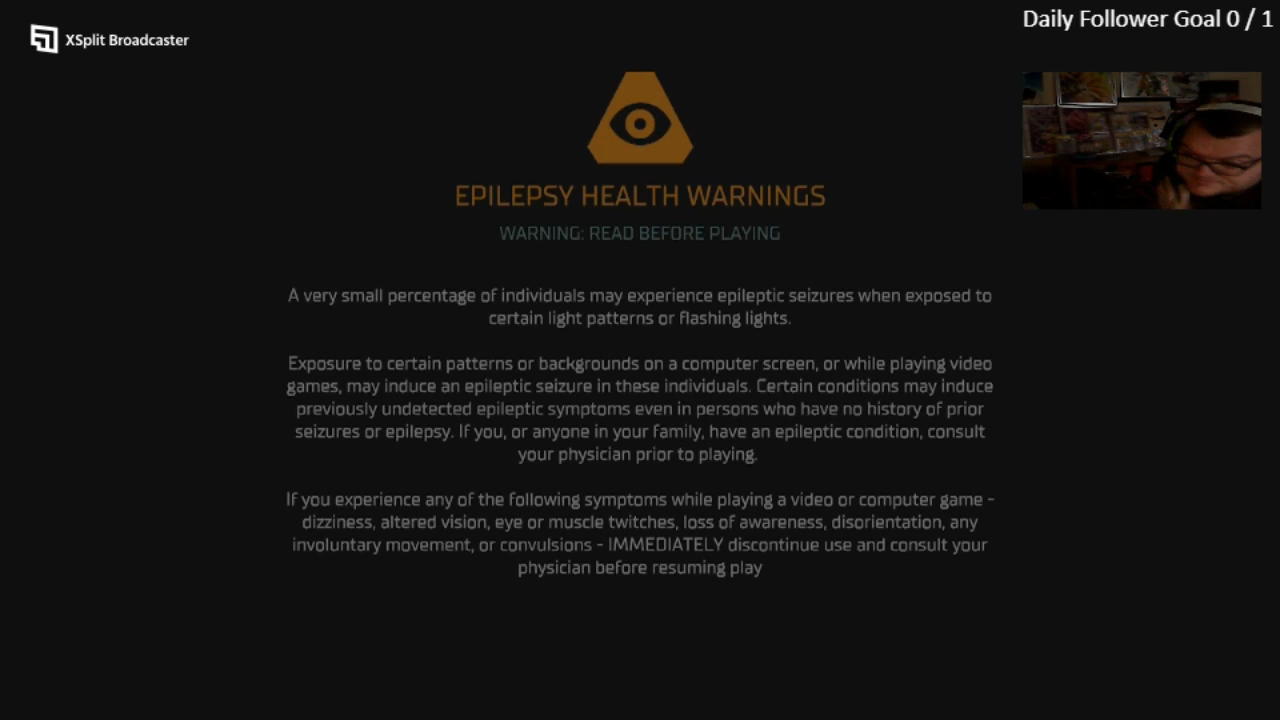 XSplit Broadcaster
Daily Follower Goal 0 / 1
EPILEPSY HEALTH WARNINGS
WARNING: READ BEFORE PLAYING
A very small percentage of individuals may experience epileptic seizures when exposed to
certain light patterns or flashing lights.
Exposure to certain patterns or backgrounds on a computer screen, or while playing video
games, may induce an epileptic seizure in these individuals. Certain conditions may induce
previously undetected epileptic symptoms even in persons who have no history of prior
seizures or epilepsy. If you, or anyone in your family, have an epileptic condition, consult
your physician prior to playing.
If you experience any of the following symptoms while playing a video or computer game -
dizziness, altered vision, eye or muscle twitches, loss of awareness, disorientation, any
involuntary movement, or convulsions - IMMEDIATELY discontinue use and consult your
physician before resuming play